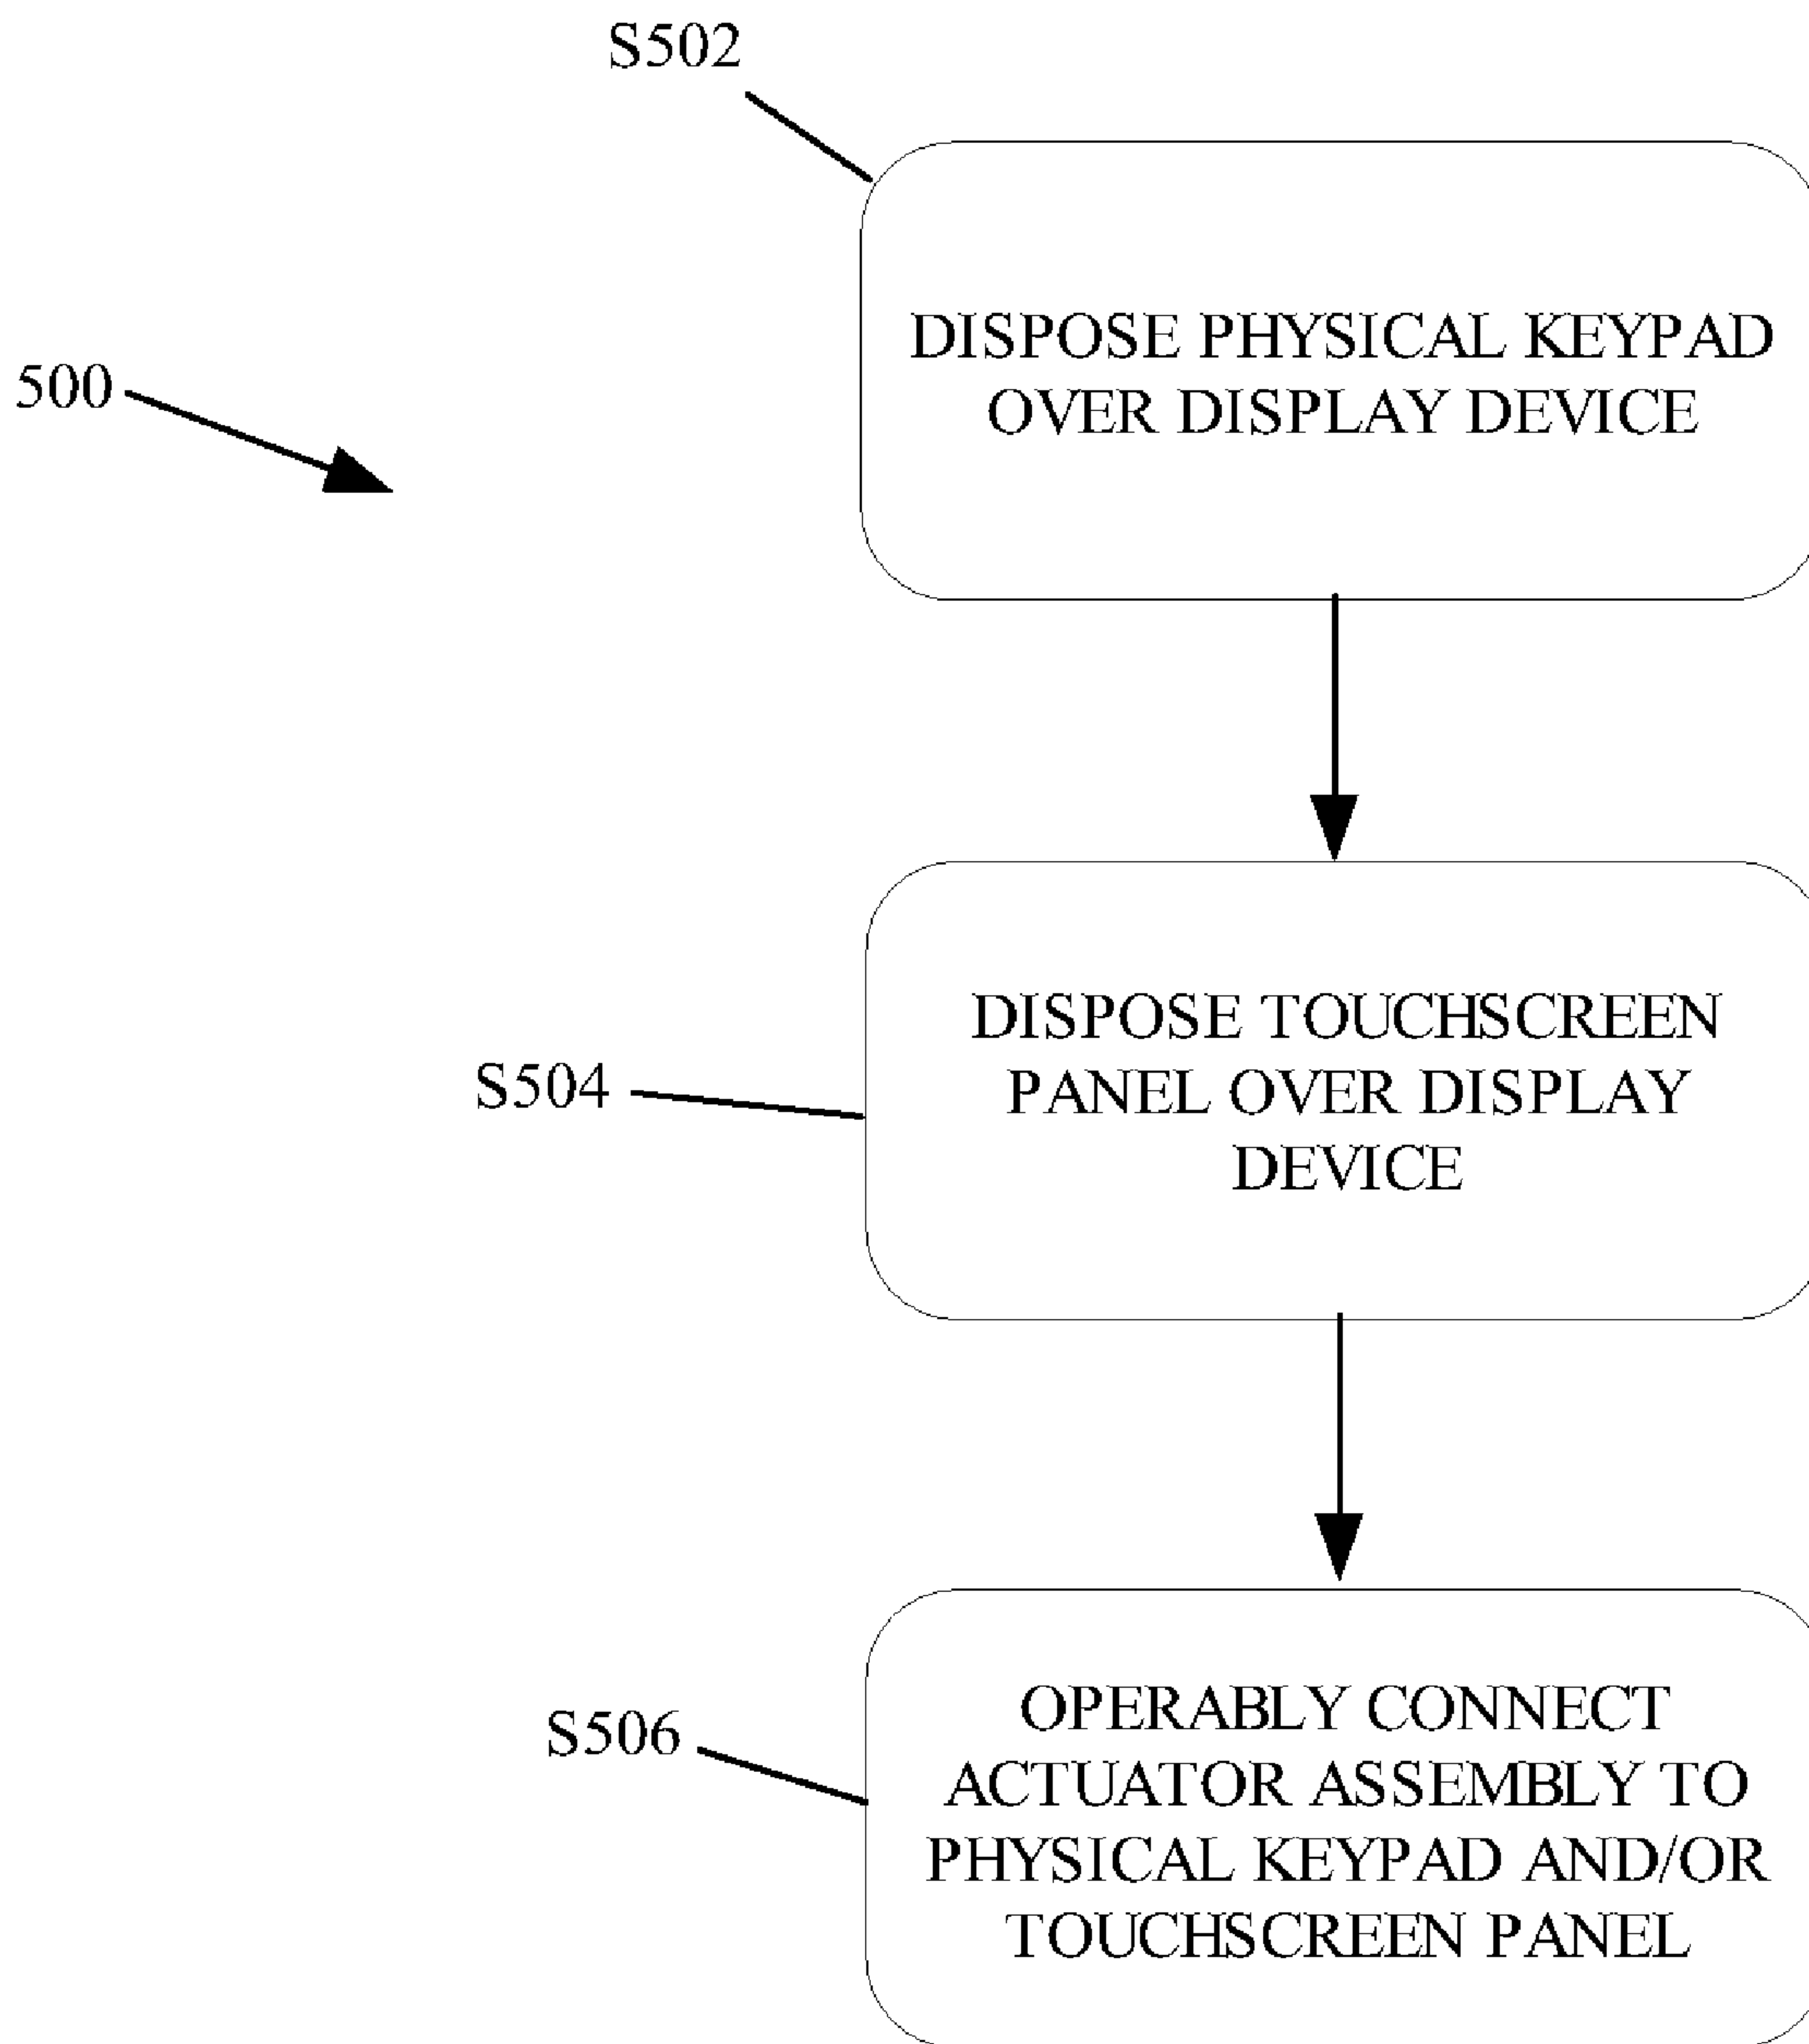 S502
DISPOSE PHYSICAL KEYPAD
OVER DISPLAY DEVICE
500
DISPOSE TOUCHSCREEN
PANEL OVER DISPLAY
DEVICE
S504
OPERABLY CONNECT
ACTUATOR ASSEMBLY TO
PHYSICAL KEYPAD AND/OR
TOUCHSCREEN PANEL
S506